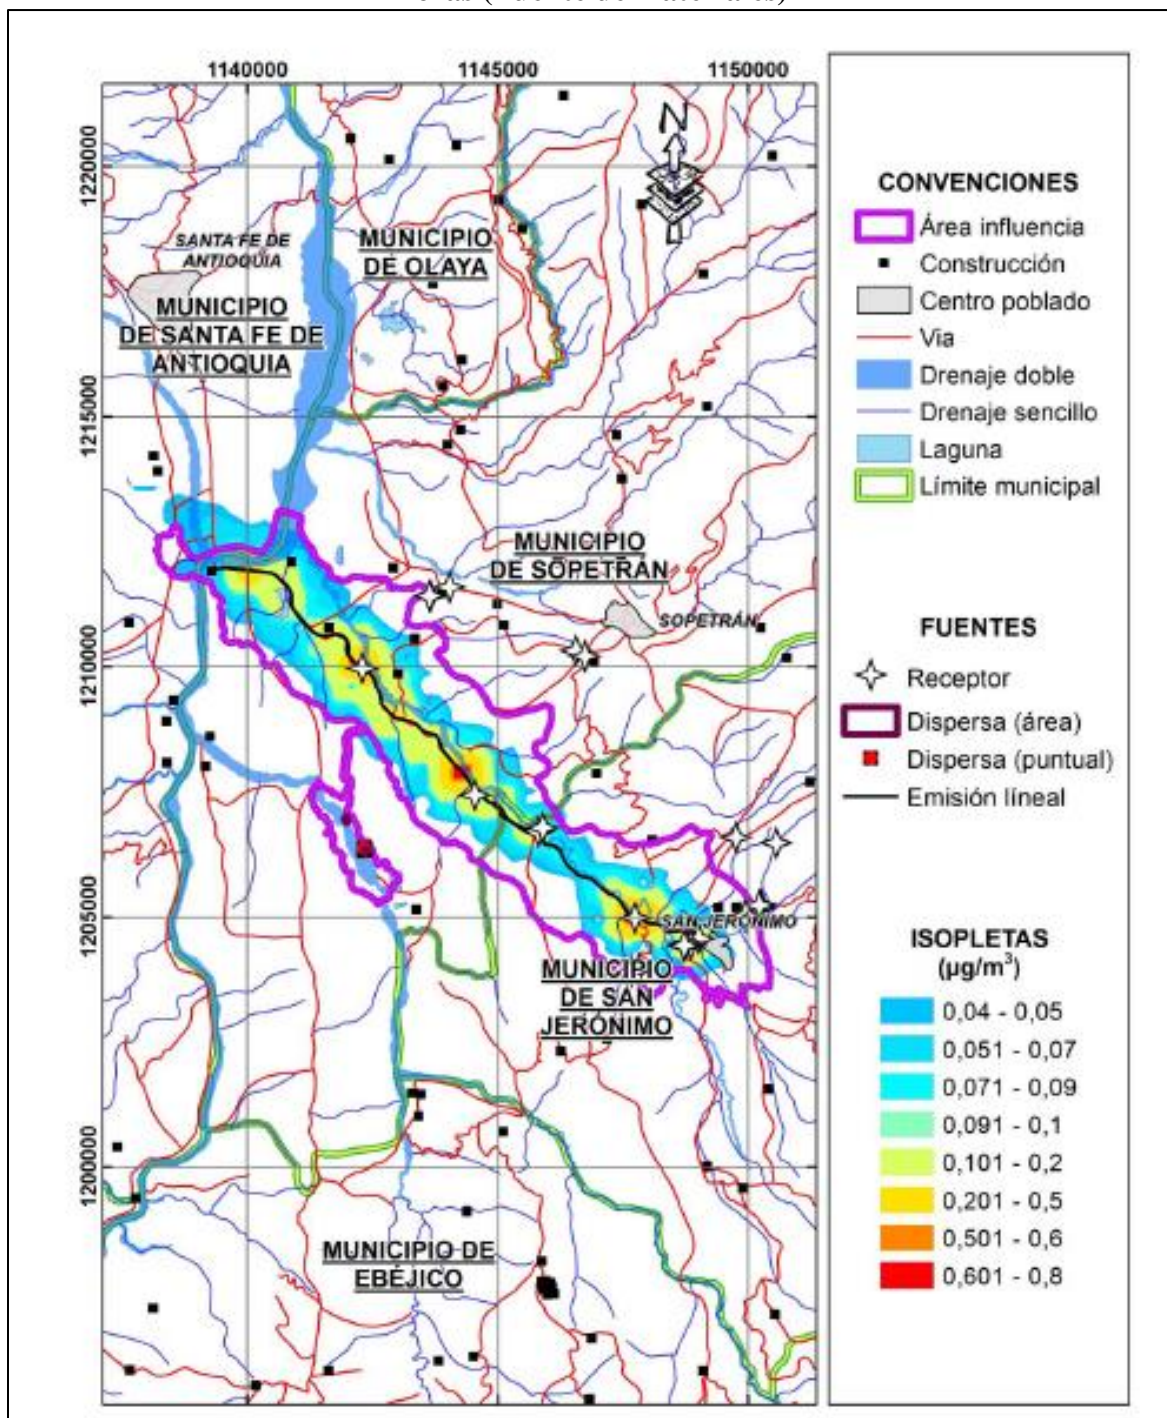 1140000 1145000 1150000
1220000
1215000
1210000
1205000
1200000
N
SANTA FE DE
ANTIOQUIA
MUNICIPIO
DE OLAYA
MUNICIPIO
DE SANTA FE DE
ANTIOQUIA
MUNICIPIO
DE SOPETRÁN
SOPETRÁN
SAN JERÓNIMO
MUNICIPIO
DE SAN
JERÓNIMO
MUNICIPIO DE
EBÉJICO
CONVENCIONES
Área influencia
Construcción
Centro poblado
Via
Drenaje doble
Drenaje sencillo
Laguna
Límite municipal
FUENTES
Receptor
Dispersa (área)
Dispersa (puntual)
Emisión líneal
ISOPLETAS
(µg/m³)
0,04 - 0,05
0,051 - 0,07
0,071 - 0,09
0,091 - 0,1
0,101 - 0,2
0,201 - 0,5
0,501 - 0,6
0,601 - 0,8